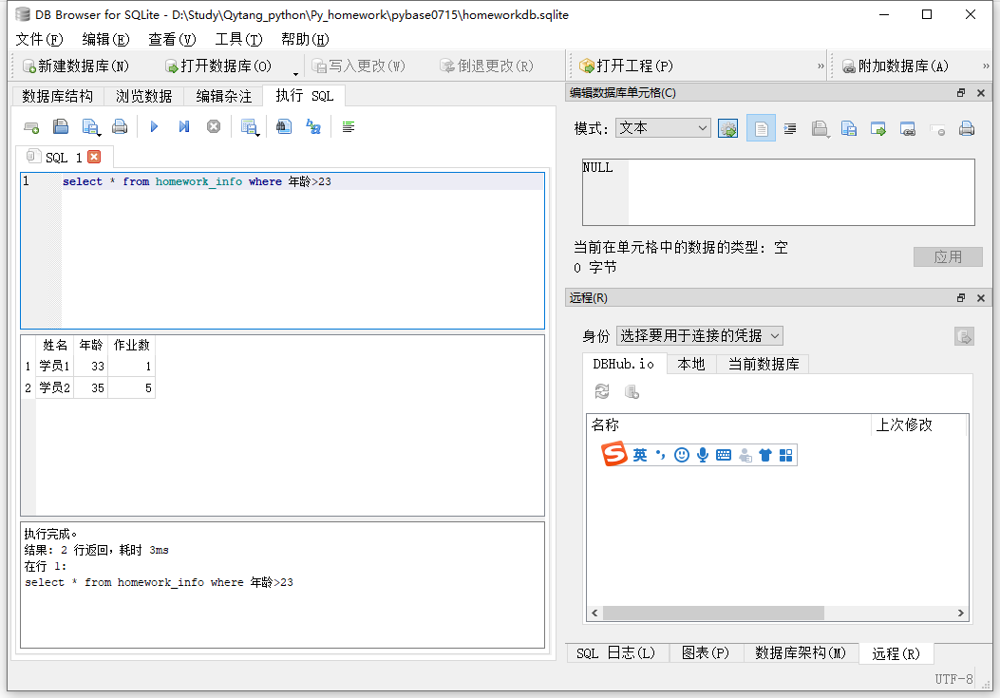 DB Browser for SQLite - D:\Study\Qytang_python\Py_homework\pybase0715\homeworkdb.sqlite
文件(F) 编辑(E) 查看(V) 工具(T) 帮助(H)
新建数据库(N) 打开数据库(O) 写入更改(W) 倒退更改(R) 打开工程(P) » 附加数据库(A) »
数据库结构 浏览数据 编辑杂注 执行 SQL
SQL 1
1 select * from homework_info where 年龄>23
姓名 年龄 作业数
1 学员1 33 1
2 学员2 35 5
执行完成。
结果: 2 行返回，耗时 3ms
在行 1:
select * from homework_info where 年龄>23
编辑数据库单元格(C)
模式: 文本
NULL
当前在单元格中的数据的类型: 空
0 字节
应用
远程(R)
身份 选择要用于连接的凭据
DBHub.io 本地 当前数据库
名称 上次修改
S 英
SQL 日志(L) 图表(P) 数据库架构(M) 远程(R)
UTF-8